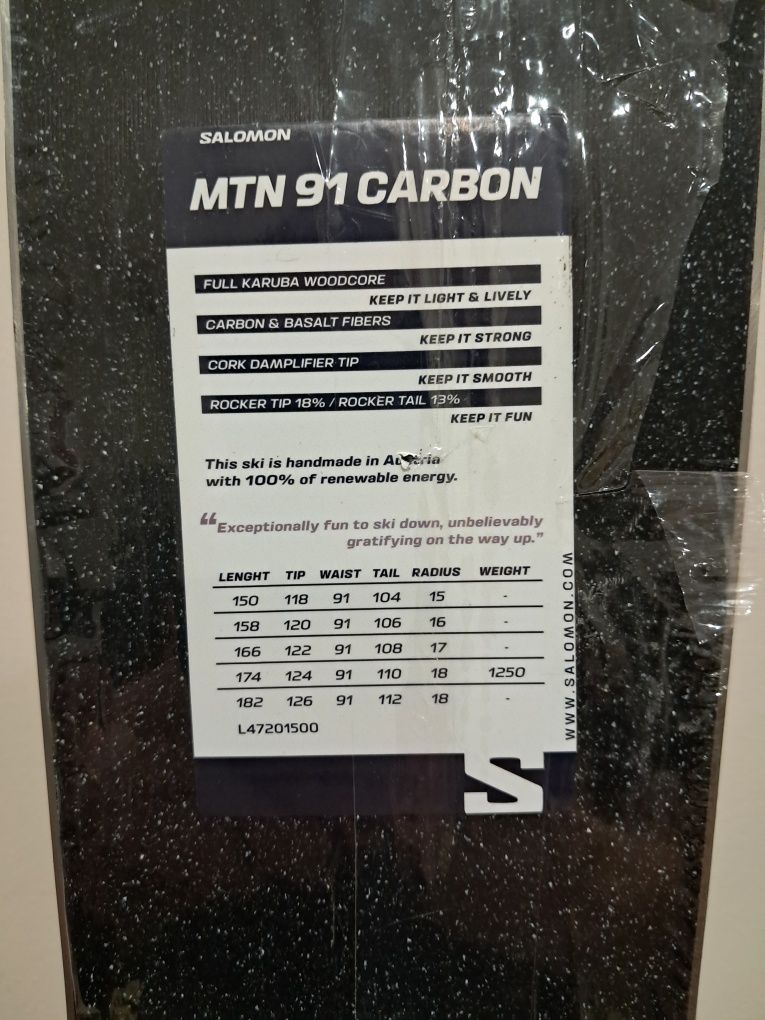 SALOMON
MTN 91 CARBON
FULL KARUBA WOODCORE
KEEP IT LIGHT & LIVELY
CARBON & BASALT FIBERS
KEEP IT STRONG
CORK DAMPLIFIER TIP
KEEP IT SMOOTH
ROCKER TIP 18% / ROCKER TAIL 13%
KEEP IT FUN
This ski is handmade in Austria
with 100% of renewable energy.
“Exceptionally fun to ski down, unbelievably
gratifying on the way up.”
LENGHT TIP WAIST TAIL RADIUS WEIGHT
150 118 91 104 15 -
158 120 91 106 16 -
166 122 91 108 17 -
174 124 91 110 18 1250
182 126 91 112 18 -
L47201500
WWW.SALOMON.COM
S